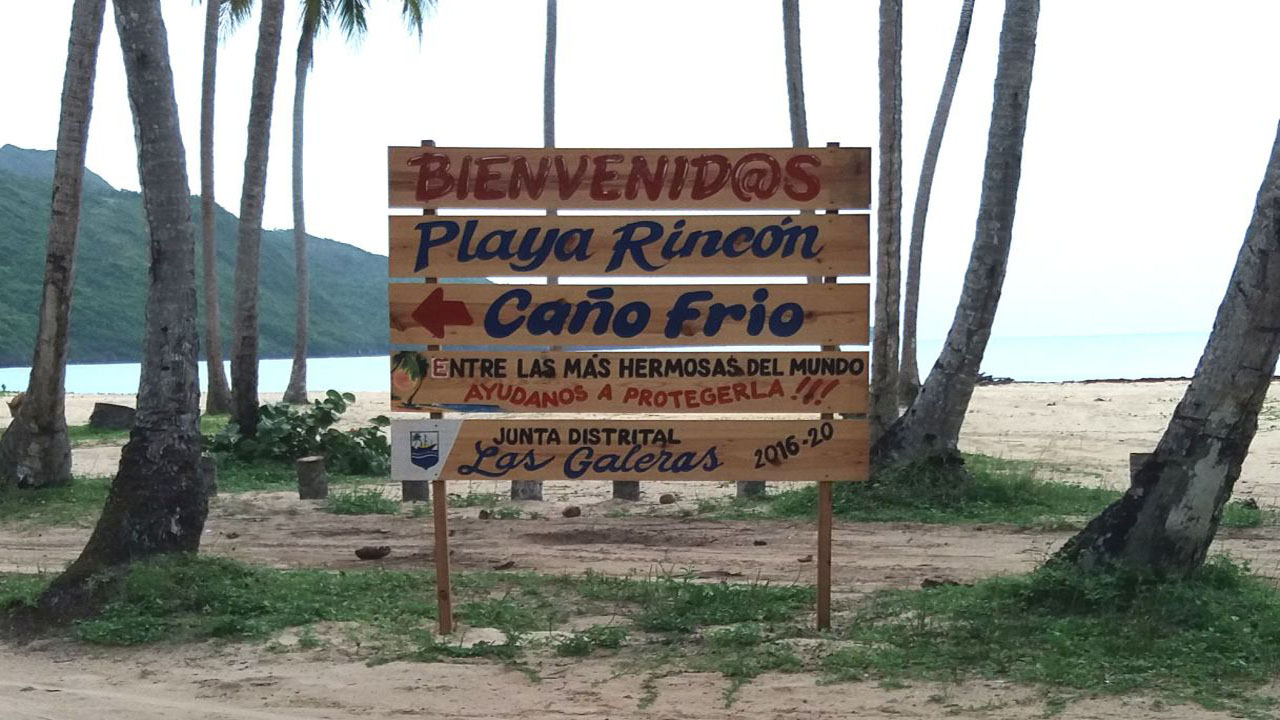 BIENVENID@S
Playa Rincón
Caño Frio
ENTRE LAS MÁS HERMOSAS DEL MUNDO
AYUDANOS A PROTEGERLA !!!
JUNTA DISTRITAL
Las Galeras 2016-20